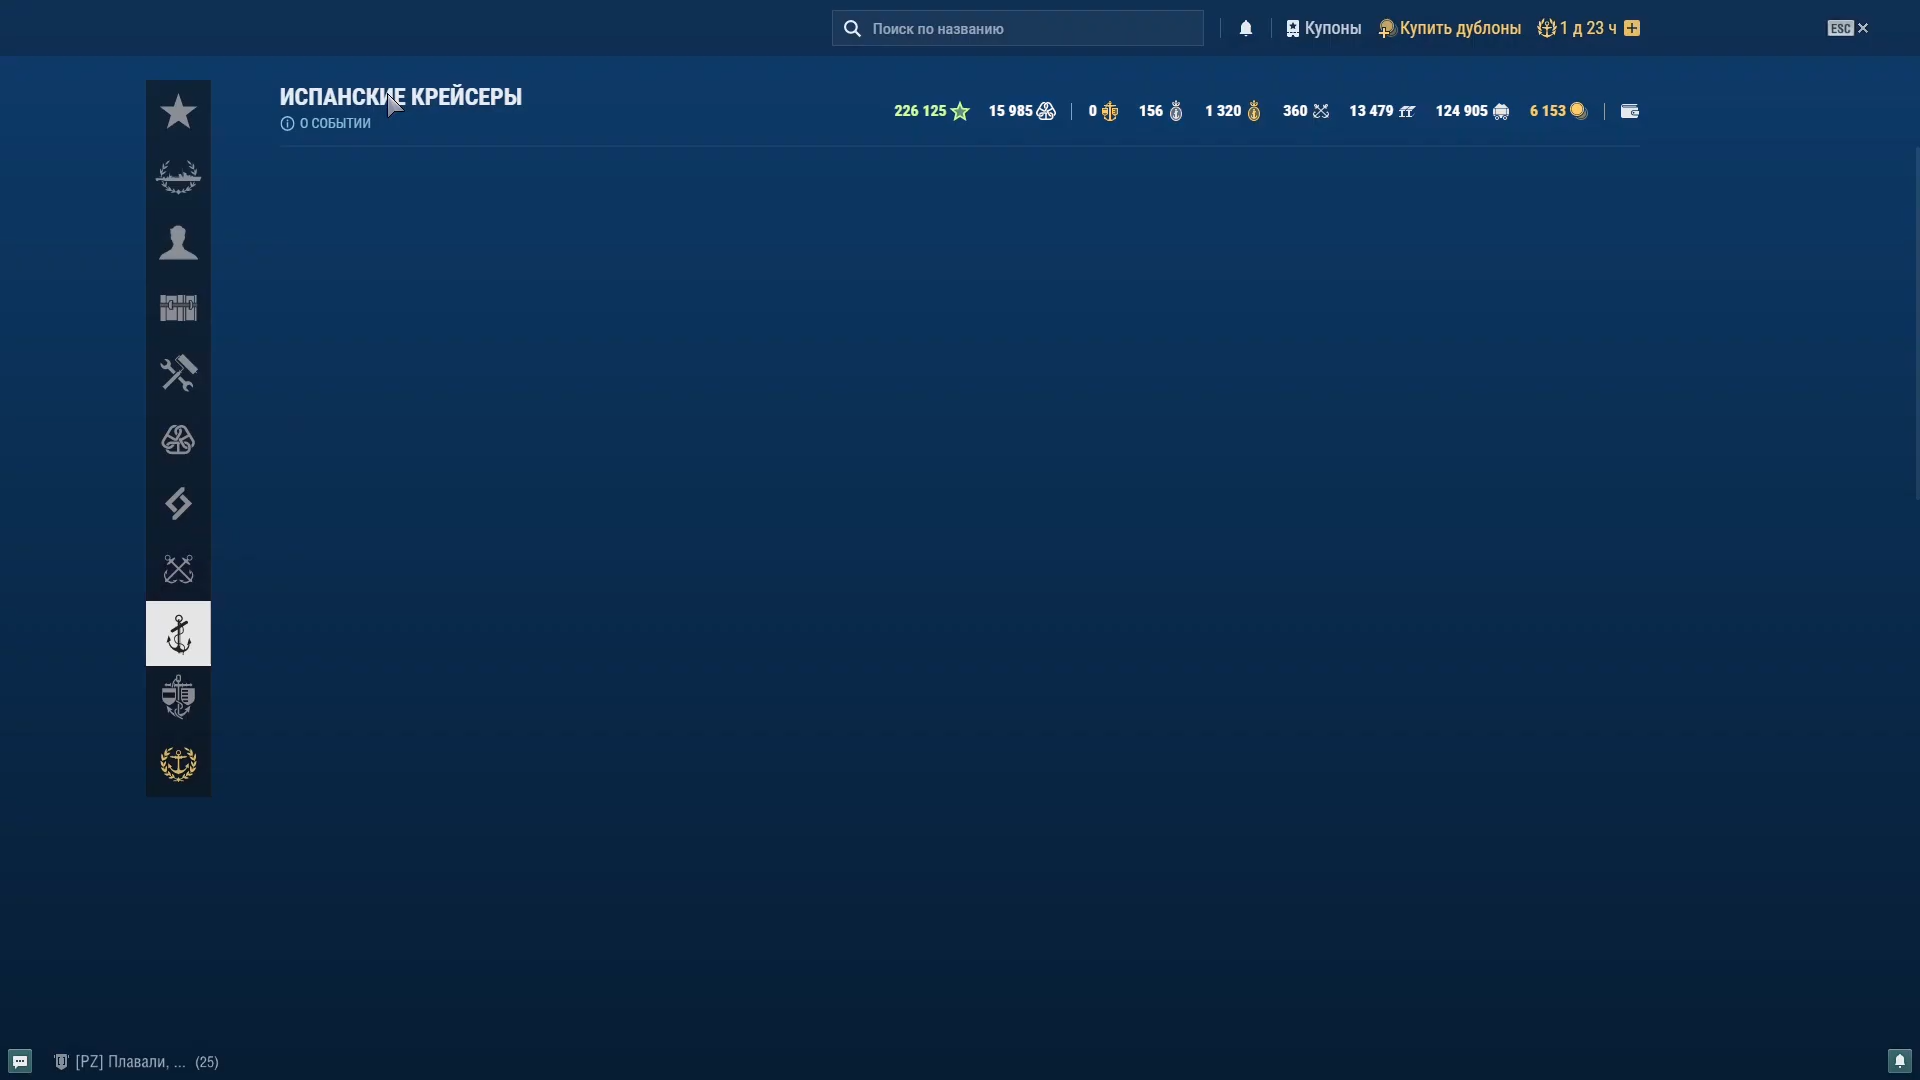 Поиск по названию
Купоны
Купить дублоны
1 д 23 ч
ESC
ИСПАНСКИЕ КРЕЙСЕРЫ
О СОБЫТИИ
226 125
15 985
0
156
1 320
360
13 479
124 905
6 153
[PZ] Плавали, ... (25)